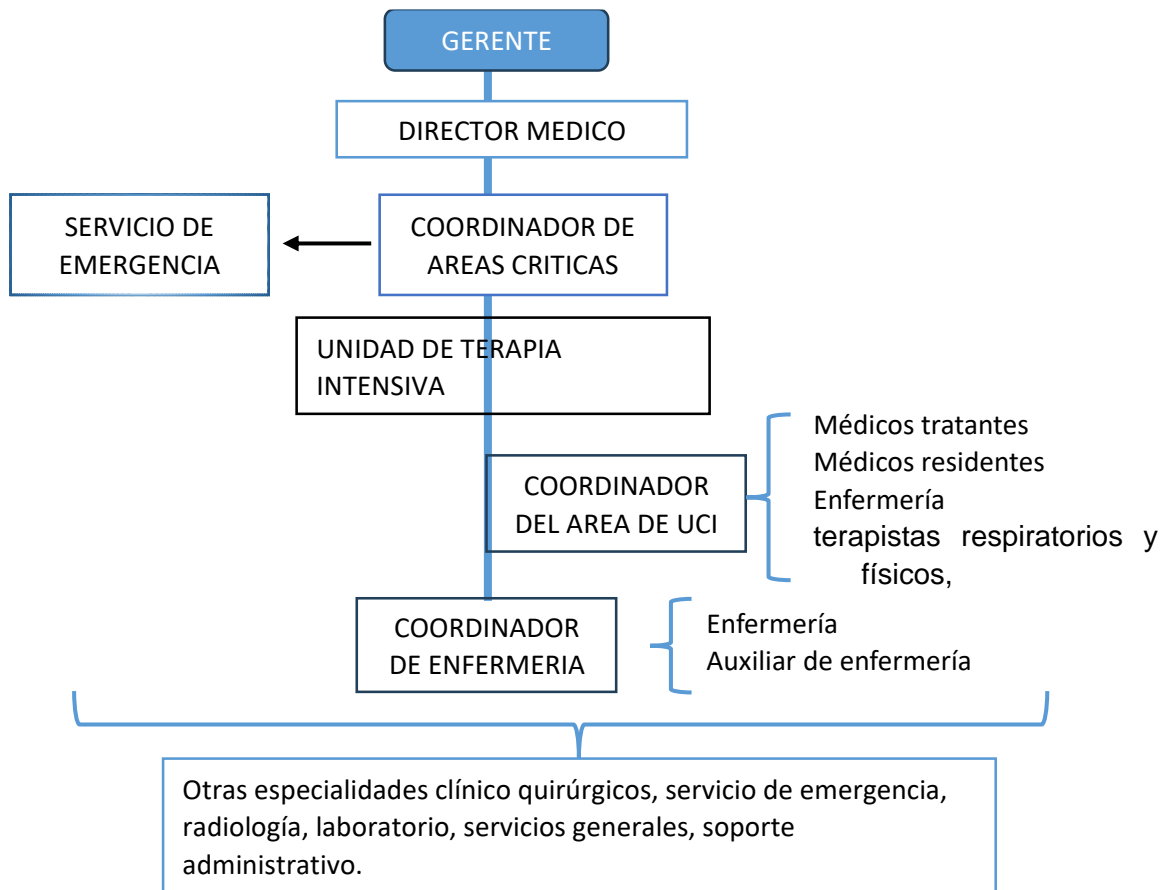 GERENTE
DIRECTOR MEDICO
SERVICIO DE
EMERGENCIA
COORDINADOR DE
AREAS CRITICAS
UNIDAD DE TERAPIA
INTENSIVA
COORDINADOR
DEL AREA DE UCI
Médicos tratantes
Médicos residentes
Enfermería
terapistas respiratorios y
físicos,
COORDINADOR
DE ENFERMERIA
Enfermería
Auxiliar de enfermería
Otras especialidades clínico quirúrgicos, servicio de emergencia,
radiología, laboratorio, servicios generales, soporte
administrativo.